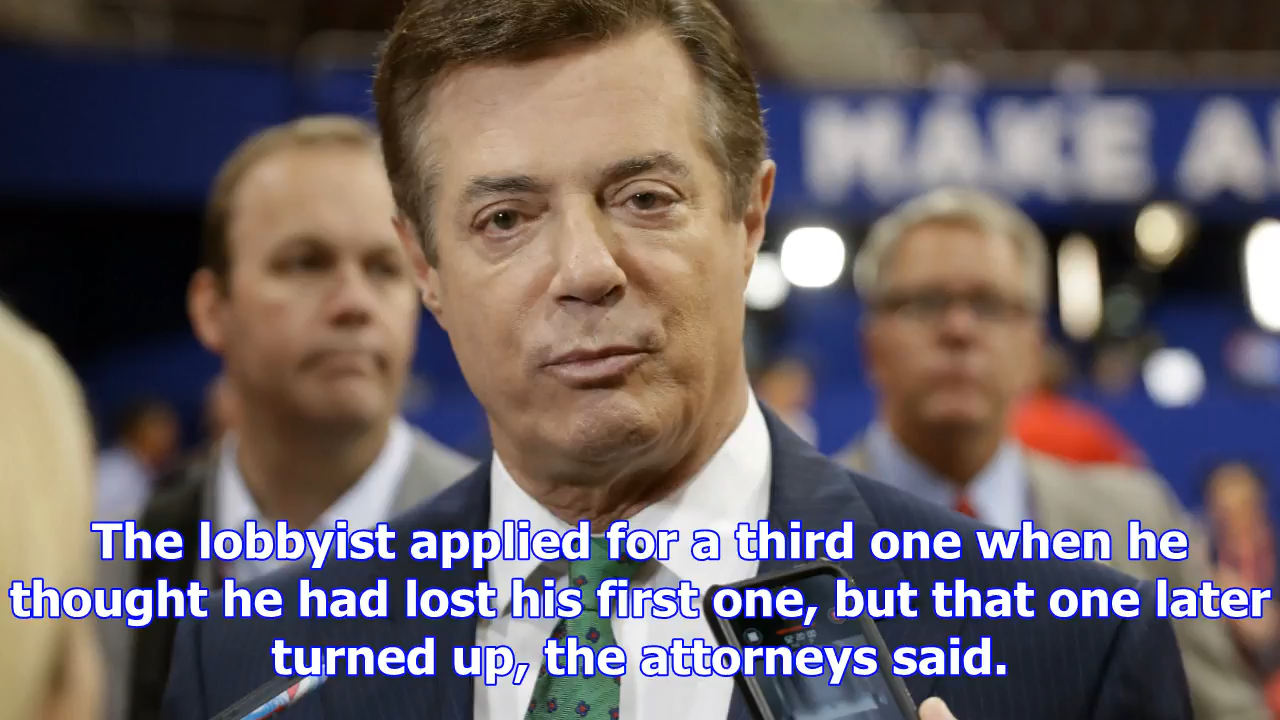 MAKE A
The lobbyist applied for a third one when he
thought he had lost his first one, but that one later
turned up, the attorneys said.